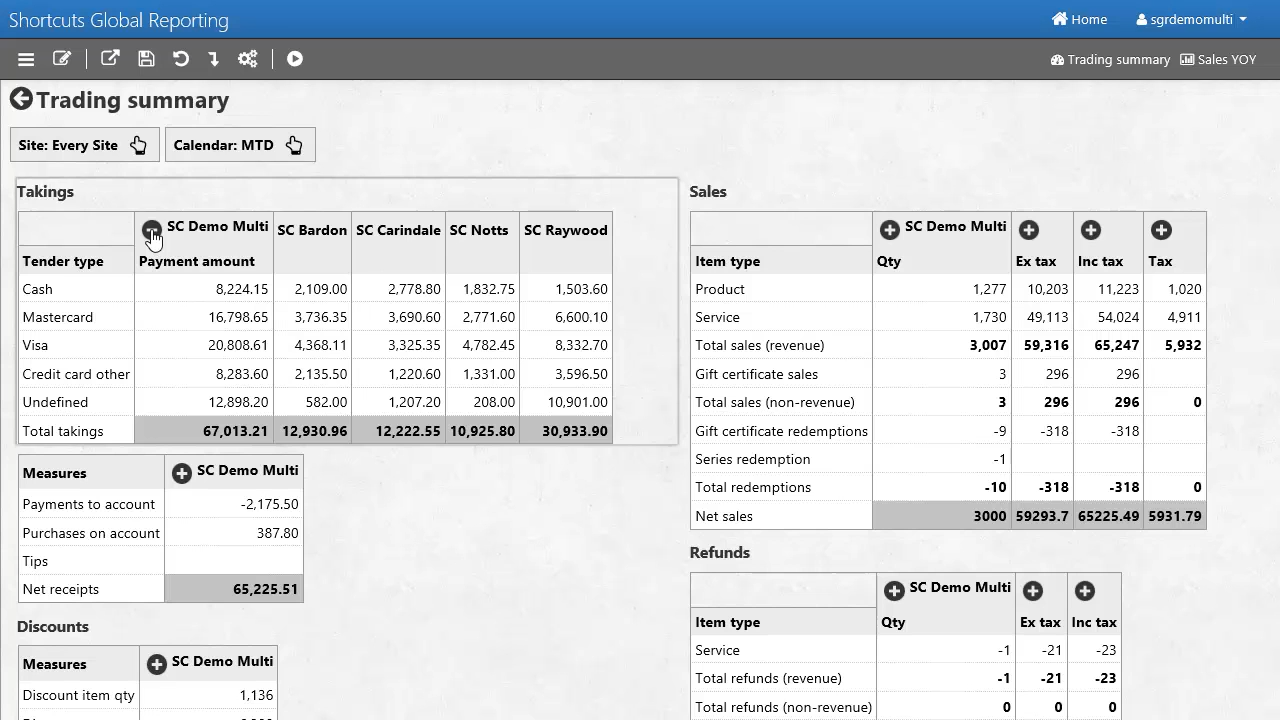 Shortcuts Global Reporting
Home sgrdemomulti
Trading summary Sales YOY
Trading summary
Site: Every Site Calendar: MTD
Takings
SC Demo Multi SC Bardon SC Carindale SC Notts SC Raywood
Tender type Payment amount
Cash 8,224.15 2,109.00 2,778.80 1,832.75 1,503.60
Mastercard 16,798.65 3,736.35 3,690.60 2,771.60 6,600.10
Visa 20,808.61 4,368.11 3,325.35 4,782.45 8,332.70
Credit card other 8,283.60 2,135.50 1,220.60 1,331.00 3,596.50
Undefined 12,898.20 582.00 1,207.20 208.00 10,901.00
Total takings 67,013.21 12,930.96 12,222.55 10,925.80 30,933.90
Measures SC Demo Multi
Payments to account -2,175.50
Purchases on account 387.80
Tips
Net receipts 65,225.51
Discounts
Measures SC Demo Multi
Discount item qty 1,136
Sales
SC Demo Multi
Item type Qty Ex tax Inc tax Tax
Product 1,277 10,203 11,223 1,020
Service 1,730 49,113 54,024 4,911
Total sales (revenue) 3,007 59,316 65,247 5,932
Gift certificate sales 3 296 296
Total sales (non-revenue) 3 296 296 0
Gift certificate redemptions -9 -318 -318
Series redemption -1
Total redemptions -10 -318 -318 0
Net sales 3000 59293.7 65225.49 5931.79
Refunds
SC Demo Multi
Item type Qty Ex tax Inc tax
Service -1 -21 -23
Total refunds (revenue) -1 -21 -23
Total refunds (non-revenue) 0 0 0